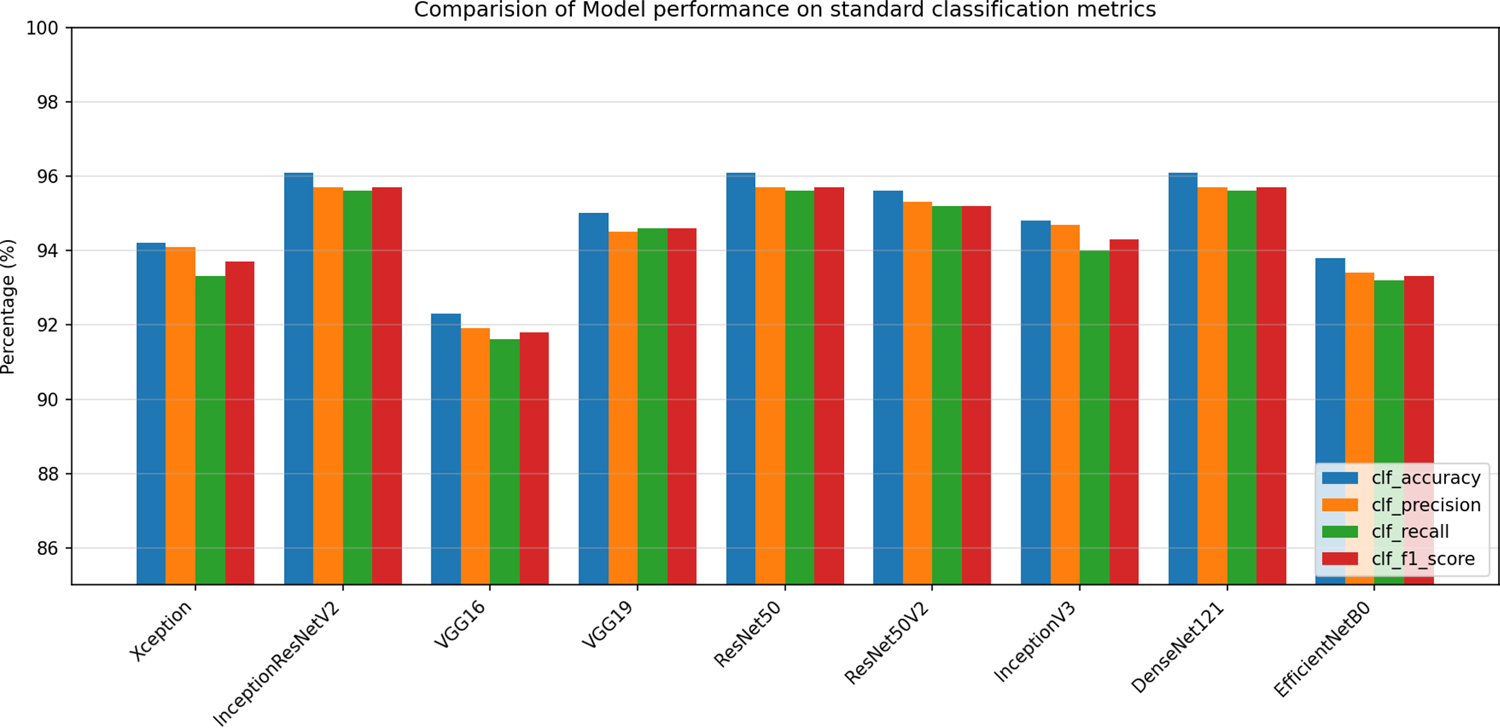 Comparision of Model performance on standard classification metrics
Percentage (%)
100
98
96
94
92
90
88
86
clf_accuracy
clf_precision
clf_recall
clf_f1_score
Xception
InceptionResNetV2
VGG16
VGG19
ResNet50
ResNet50V2
InceptionV3
DenseNet121
EfficientNetB0